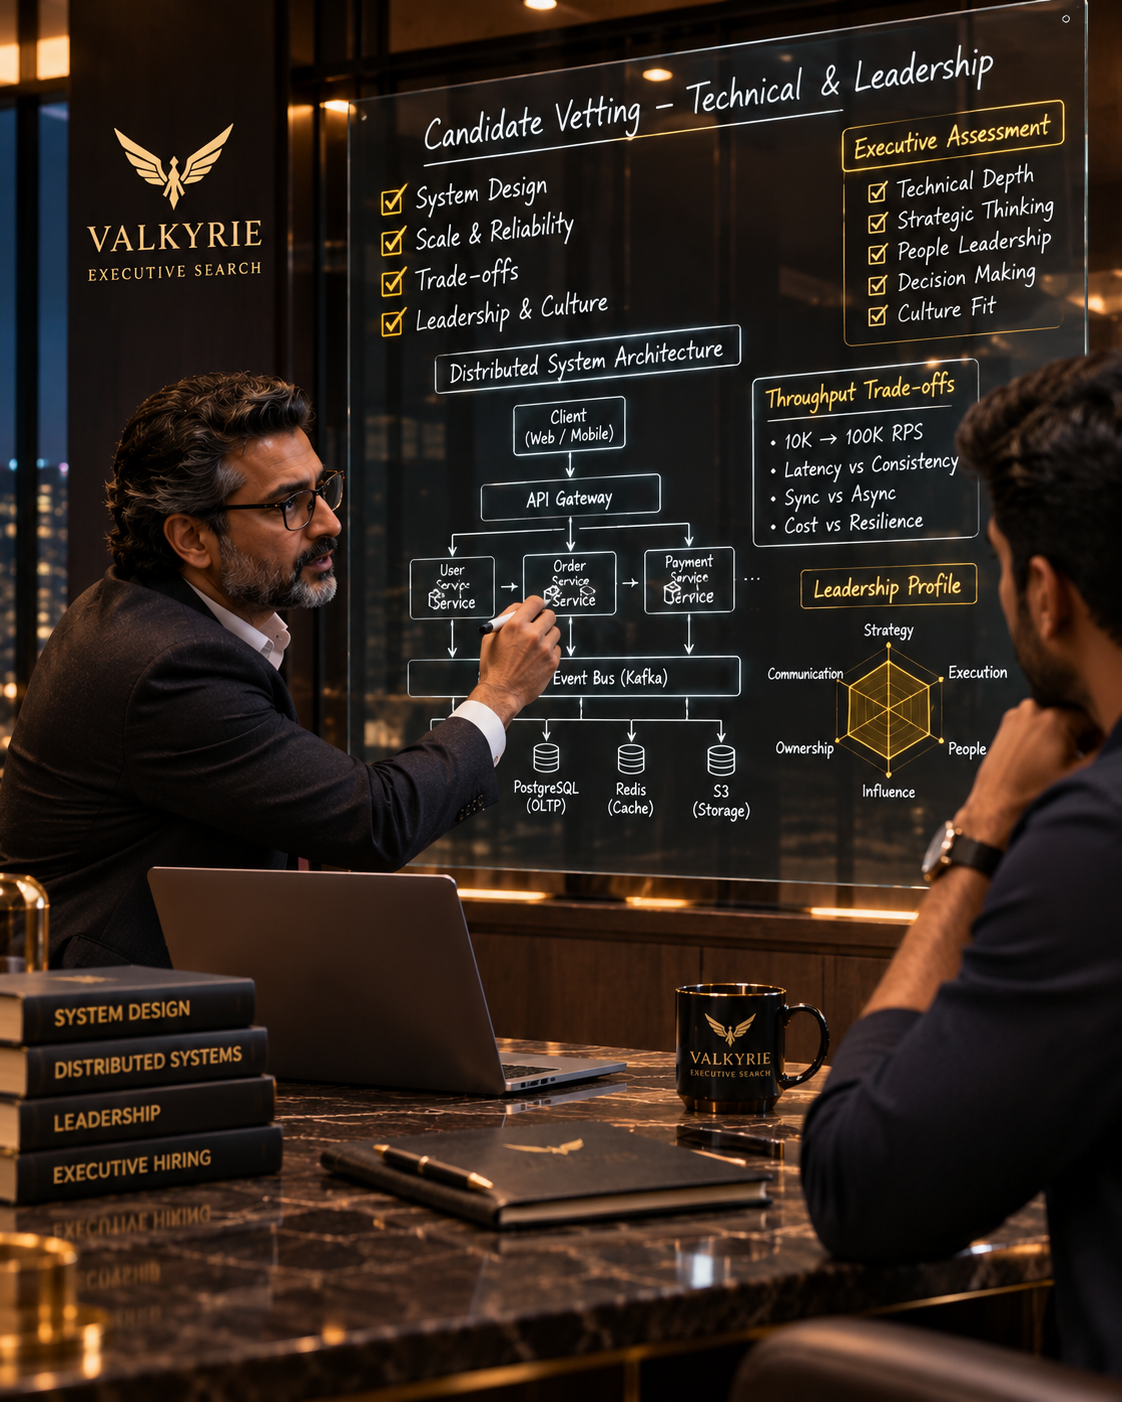 VALKYRIE
EXECUTIVE SEARCH
Candidate Vetting – Technical & Leadership
System Design
Scale & Reliability
Trade-offs
Leadership & Culture
Executive Assessment
Technical Depth
Strategic Thinking
People Leadership
Decision Making
Culture Fit
Distributed System Architecture
Client
(Web / Mobile)
API Gateway
User
Service
Service
Order
Service
Service
Payment
Service
Service
...
Event Bus (Kafka)
PostgreSQL
(OLTP)
Redis
(Cache)
S3
(Storage)
Throughput Trade-offs
• 10K → 100K RPS
• Latency vs Consistency
• Sync vs Async
• Cost vs Resilience
Leadership Profile
Strategy
Communication
Execution
Ownership
People
Influence
SYSTEM DESIGN
DISTRIBUTED SYSTEMS
LEADERSHIP
EXECUTIVE HIRING
VALKYRIE
EXECUTIVE SEARCH